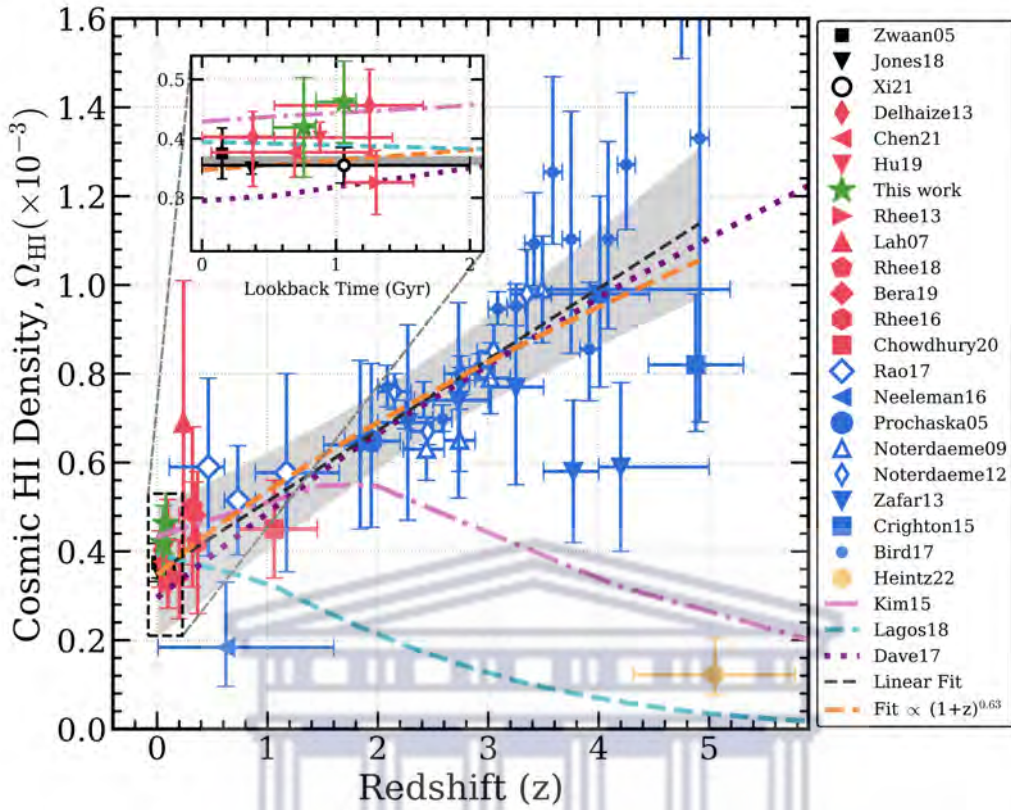 Cosmic HI Density, Ω_HI (×10⁻³)
1.6
1.4
1.2
1.0
0.8
0.6
0.4
0.2
0.0
0.5
0.4
0.3
0 1 2
Lookback Time (Gyr)
0 1 2 3 4 5
Redshift (z)
Zwaan05
Jones18
Xi21
Delhaize13
Chen21
Hu19
This work
Rhee13
Lah07
Rhee18
Bera19
Rhee16
Chowdhury20
Rao17
Neeleman16
Prochaska05
Noterdaeme09
Noterdaeme12
Zafar13
Crighton15
Bird17
Heintz22
Kim15
Lagos18
Dave17
Linear Fit
Fit ∝ (1+z)^0.63